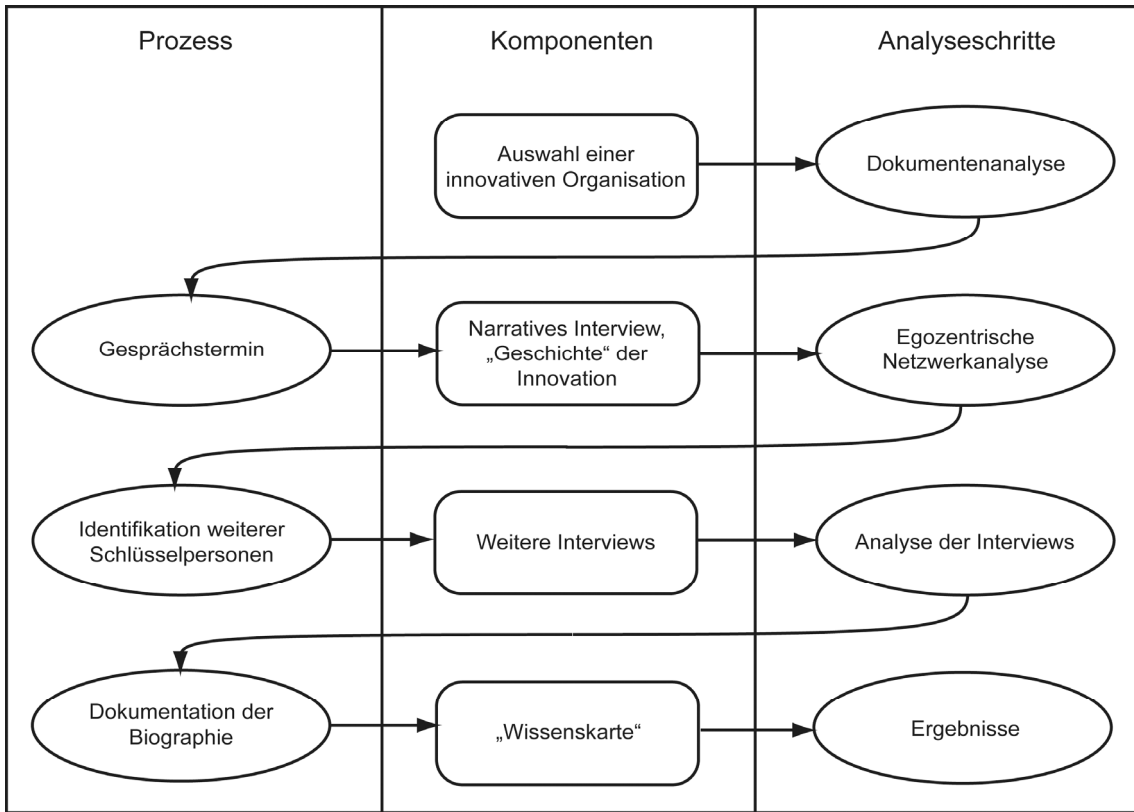 Prozess
Komponenten
Analyseschritte
Auswahl einer
innovativen Organisation
Dokumentenanalyse
Gesprächstermin
Narratives Interview,
„Geschichte“ der
Innovation
Egozentrische
Netzwerkanalyse
Identifikation weiterer
Schlüsselpersonen
Weitere Interviews
Analyse der Interviews
Dokumentation der
Biographie
„Wissenskarte“
Ergebnisse